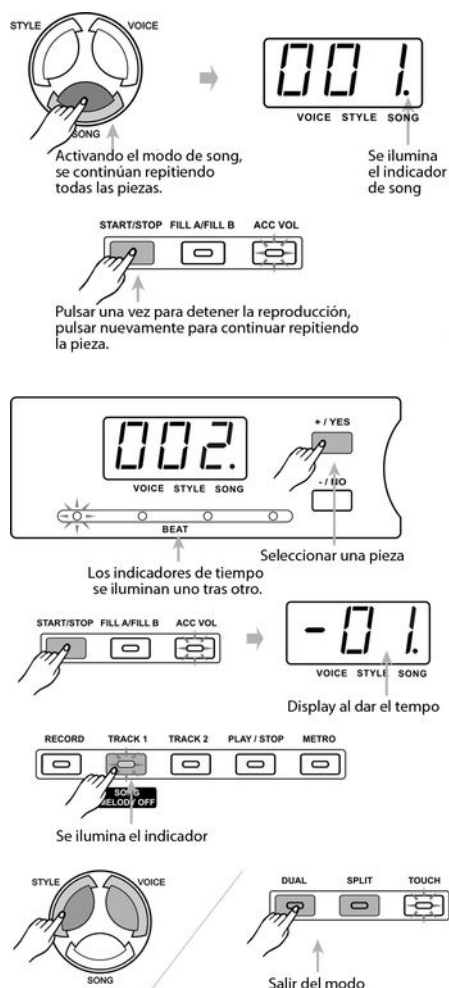 STYLE VOICE
SONG
001.
VOICE STYLE SONG
Activando el modo de song,
se continúan repitiendo
todas las piezas.
Se ilumina
el indicador
de song
START/STOP FILL A/FILL B ACC VOL
Pulsar una vez para detener la reproducción,
pulsar nuevamente para continuar repitiendo
la pieza.
002.
VOICE STYLE SONG
BEAT
+ / YES
- / NO
Seleccionar una pieza
Los indicadores de tiempo
se iluminan uno tras otro.
START/STOP FILL A/FILL B ACC VOL
-01.
VOICE STYLE SONG
Display al dar el tempo
RECORD TRACK 1 TRACK 2 PLAY / STOP METRO
SONG
MELODY OFF
Se ilumina el indicador
STYLE VOICE
SONG
DUAL SPLIT TOUCH
Salir del modo